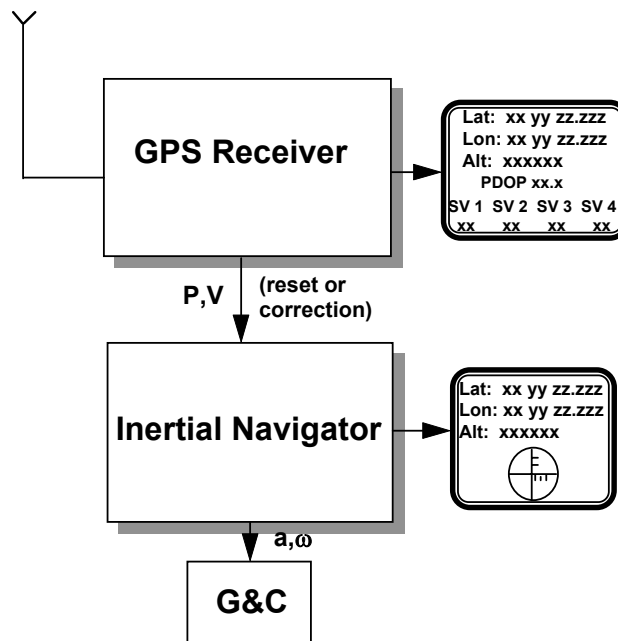 GPS Receiver
Lat: xx yy zz.zzz
Lon: xx yy zz.zzz
Alt: xxxxxx
PDOP xx.x
SV 1 SV 2 SV 3 SV 4
xx xx xx xx
P,V
(reset or
correction)
Inertial Navigator
Lat: xx yy zz.zzz
Lon: xx yy zz.zzz
Alt: xxxxxx
a,ω
G&C